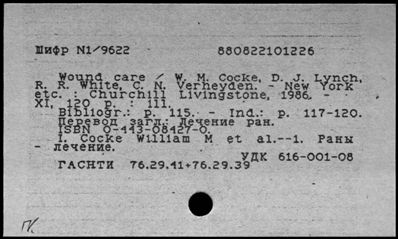 Шифр N1/9622 880822101226
Wound care / W. M. Cocke, D. J. Lynch,
R. R. White, C. N. Verheyden. - New York
etc. : Churchill Livingstone, 1986. -
XI, 120 p. : ill.
Bibliogr.: p. 115. - Ind.: p. 117-120.
Перевод загл.: Лечение ран.
ISBN 0-443-08427-0.
I. Cocke William M et al.--1. Раны
- лечение.
УДК 616-001-08
ГАСНТИ 76.29.41+76.29.39